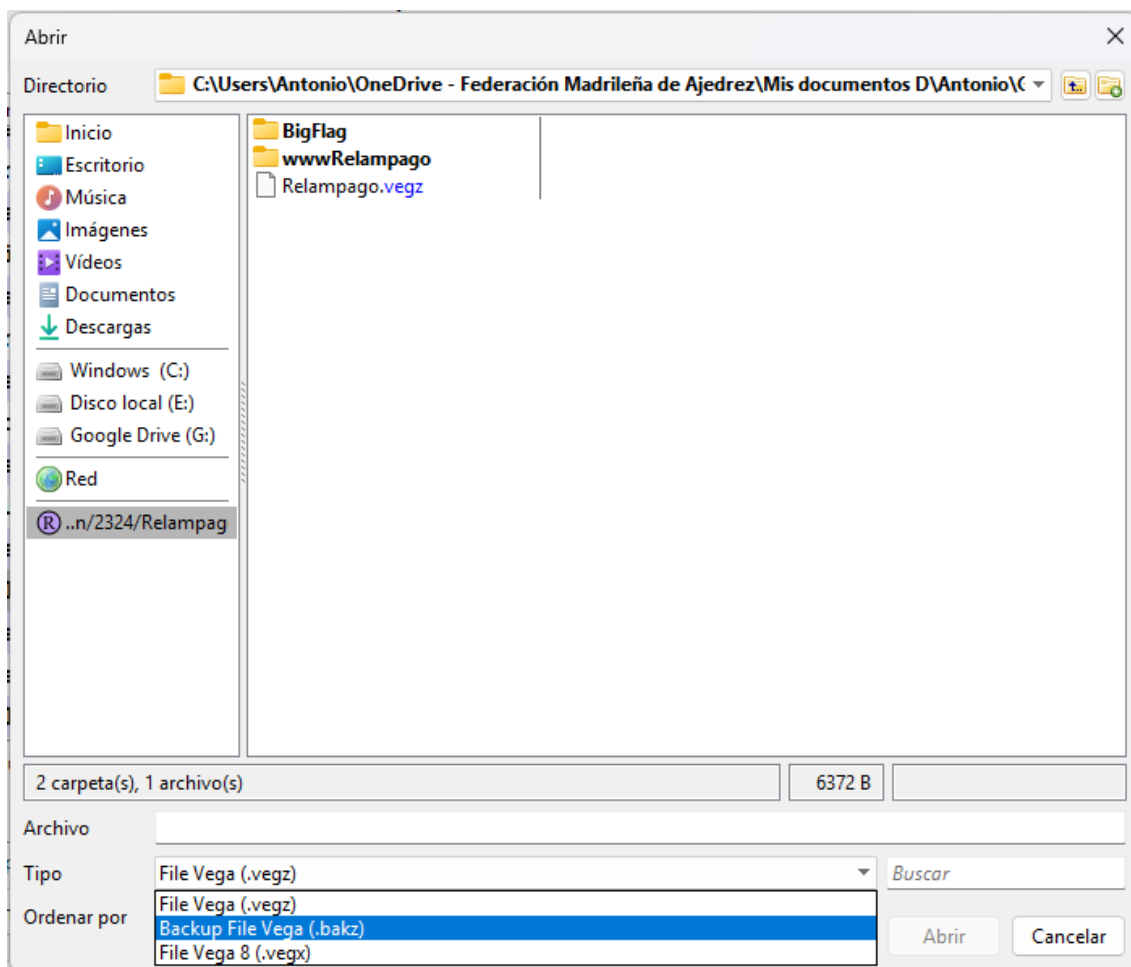 Abrir
Directorio
C:\Users\Antonio\OneDrive - Federación Madrileña de Ajedrez\Mis documentos D\Antonio\
Inicio
Escritorio
Música
Imágenes
Vídeos
Documentos
Descargas
Windows (C:)
Disco local (E:)
Google Drive (G:)
Red
R ..n/2324/Relampag
BigFlag
wwwRelampago
Relampago.vegz
2 carpeta(s), 1 archivo(s)
6372 B
Archivo
Tipo
File Vega (.vegz)
Buscar
Ordenar por
File Vega (.vegz)
Backup File Vega (.bakz)
File Vega 8 (.vegx)
Abrir
Cancelar